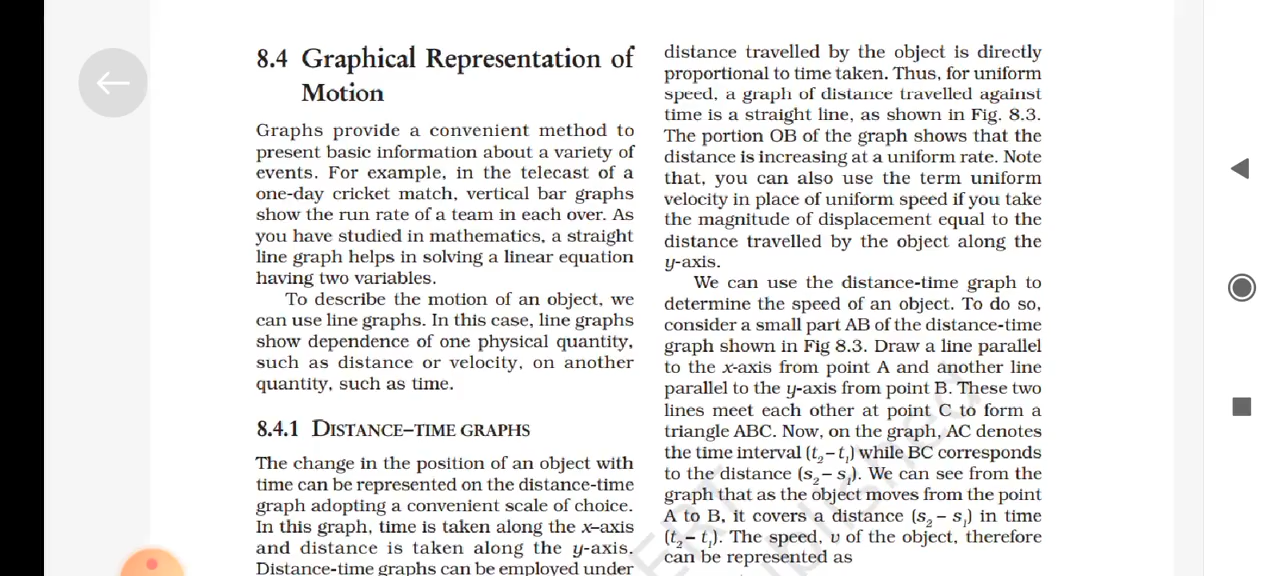 8.4 Graphical Representation of
Motion
Graphs provide a convenient method to
present basic information about a variety of
events. For example, in the telecast of a
one-day cricket match, vertical bar graphs
show the run rate of a team in each over. As
you have studied in mathematics, a straight
line graph helps in solving a linear equation
having two variables.
To describe the motion of an object, we
can use line graphs. In this case, line graphs
show dependence of one physical quantity,
such as distance or velocity, on another
quantity, such as time.
8.4.1 DISTANCE–TIME GRAPHS
The change in the position of an object with
time can be represented on the distance-time
graph adopting a convenient scale of choice.
In this graph, time is taken along the x–axis
and distance is taken along the y-axis.
Distance-time graphs can be employed under
distance travelled by the object is directly
proportional to time taken. Thus, for uniform
speed, a graph of distance travelled against
time is a straight line, as shown in Fig. 8.3.
The portion OB of the graph shows that the
distance is increasing at a uniform rate. Note
that, you can also use the term uniform
velocity in place of uniform speed if you take
the magnitude of displacement equal to the
distance travelled by the object along the
y-axis.
We can use the distance-time graph to
determine the speed of an object. To do so,
consider a small part AB of the distance-time
graph shown in Fig 8.3. Draw a line parallel
to the x-axis from point A and another line
parallel to the y-axis from point B. These two
lines meet each other at point C to form a
triangle ABC. Now, on the graph, AC denotes
the time interval (t₂ – t₁) while BC corresponds
to the distance (s₂ – s₁). We can see from the
graph that as the object moves from the point
A to B, it covers a distance (s₂ – s₁) in time
(t₂ – t₁). The speed, v of the object, therefore
can be represented as